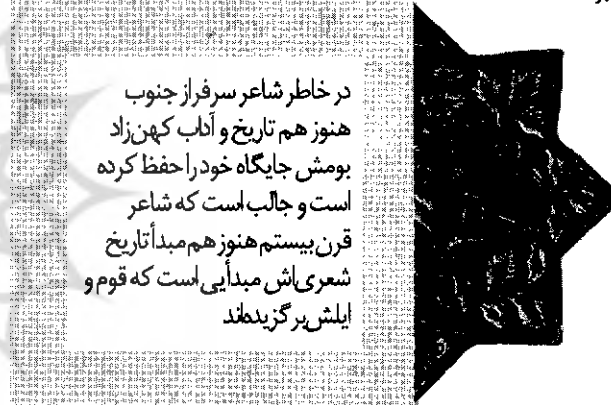 در خاطر شاعر سرفراز جنوب
هنوز هم تاریخ و آداب کهن‌زاد
بومش جایگاه خود را حفظ کرده
است و جالب است که شاعر
قرن بیستم هنوز هم مبدأ تاریخ
شعری‌اش مبدأیی است که قوم و
ایلش برگزیده‌اند